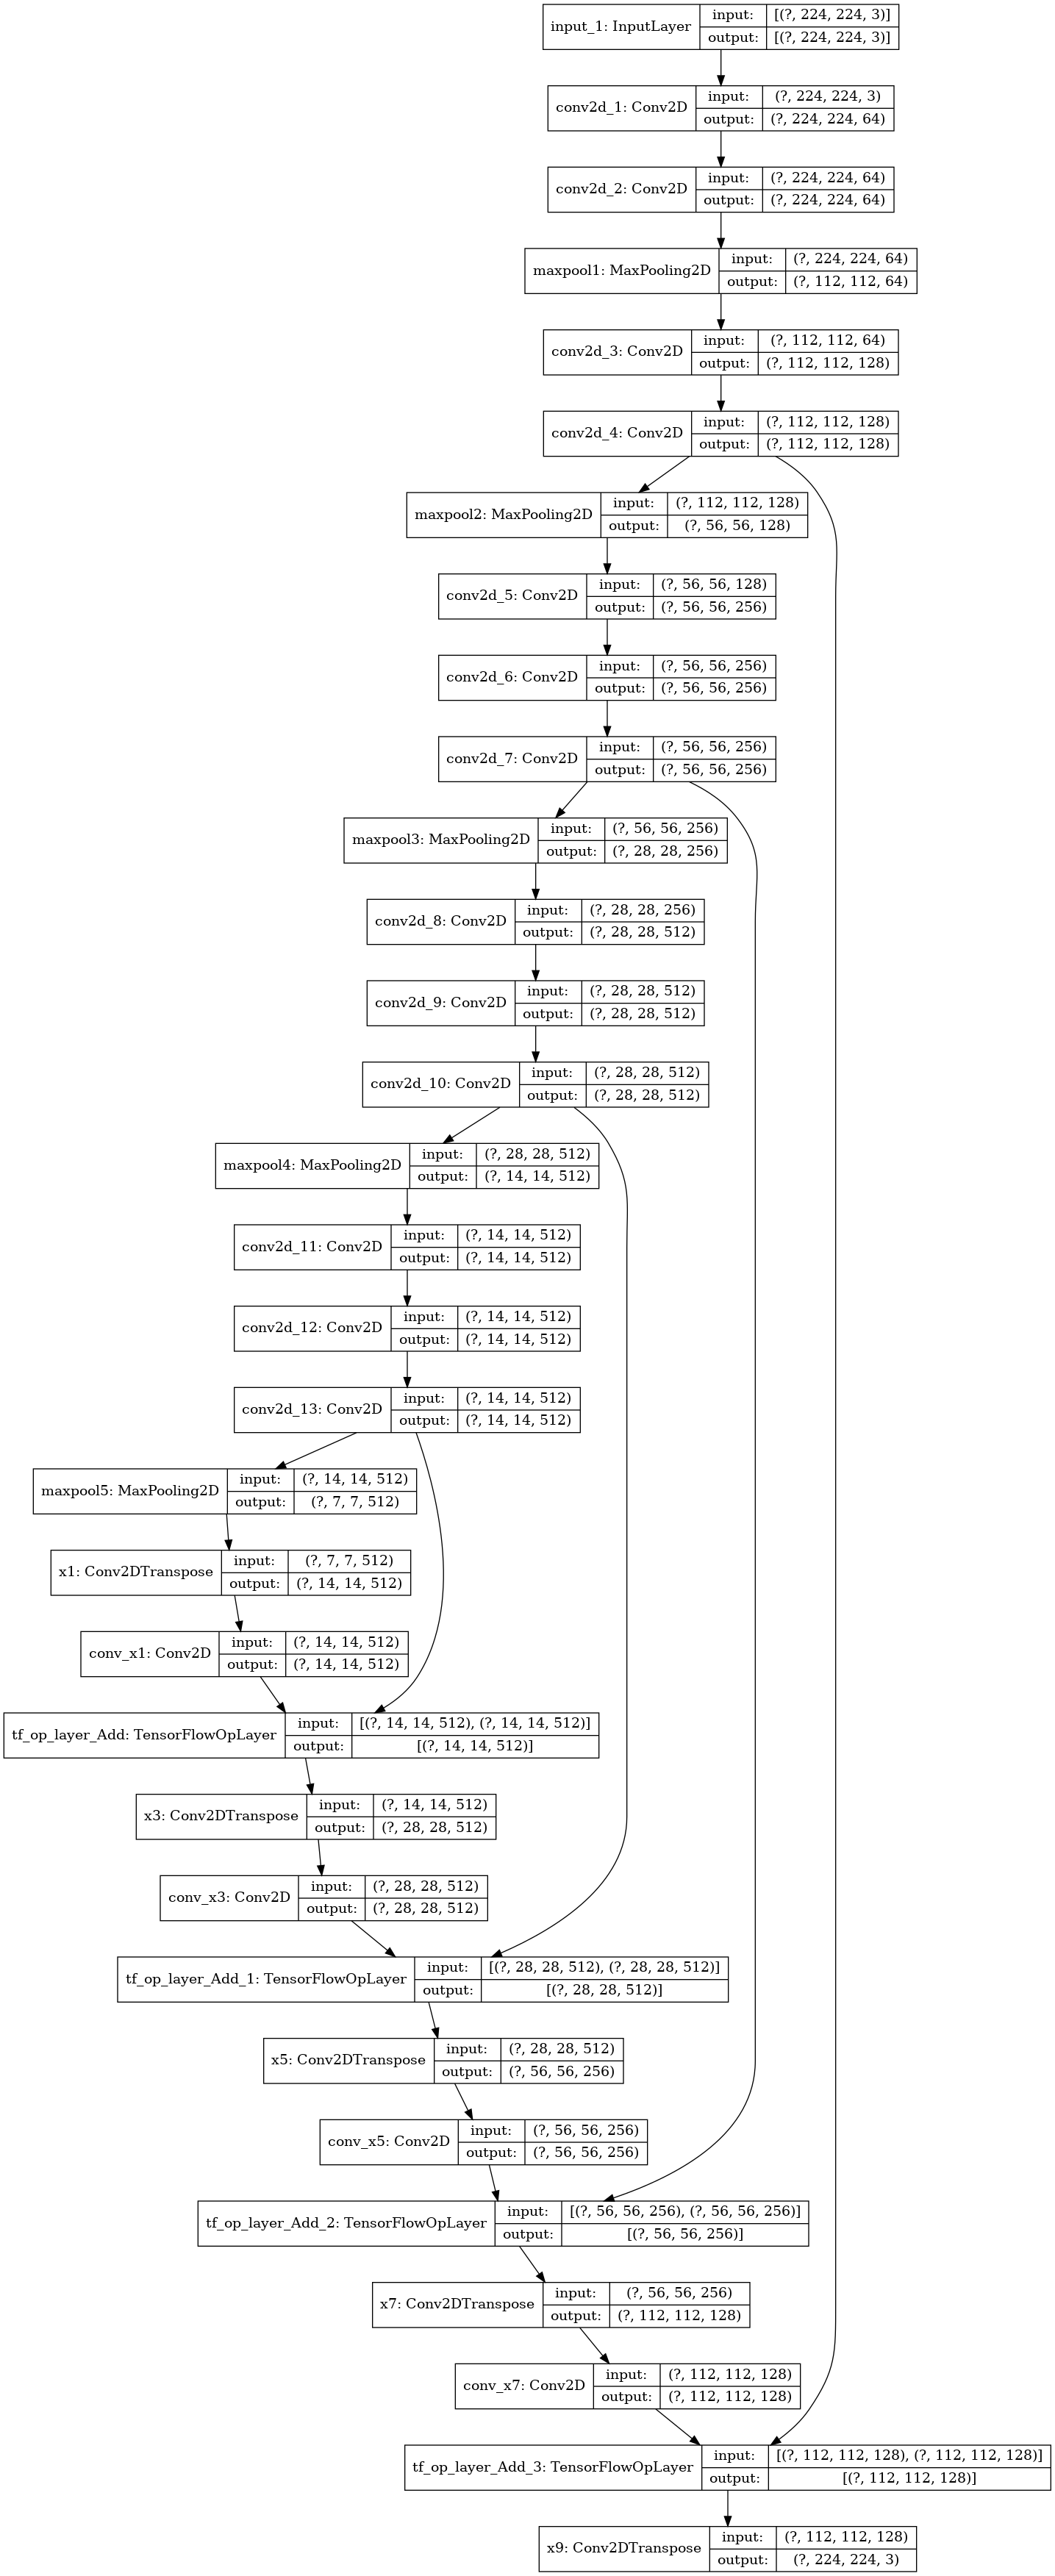 input_1: InputLayer
input: [(?, 224, 224, 3)]
output: [(?, 224, 224, 3)]
conv2d_1: Conv2D
input: (?, 224, 224, 3)
output: (?, 224, 224, 64)
conv2d_2: Conv2D
input: (?, 224, 224, 64)
output: (?, 224, 224, 64)
maxpool1: MaxPooling2D
input: (?, 224, 224, 64)
output: (?, 112, 112, 64)
conv2d_3: Conv2D
input: (?, 112, 112, 64)
output: (?, 112, 112, 128)
conv2d_4: Conv2D
input: (?, 112, 112, 128)
output: (?, 112, 112, 128)
maxpool2: MaxPooling2D
input: (?, 112, 112, 128)
output: (?, 56, 56, 128)
conv2d_5: Conv2D
input: (?, 56, 56, 128)
output: (?, 56, 56, 256)
conv2d_6: Conv2D
input: (?, 56, 56, 256)
output: (?, 56, 56, 256)
conv2d_7: Conv2D
input: (?, 56, 56, 256)
output: (?, 56, 56, 256)
maxpool3: MaxPooling2D
input: (?, 56, 56, 256)
output: (?, 28, 28, 256)
conv2d_8: Conv2D
input: (?, 28, 28, 256)
output: (?, 28, 28, 512)
conv2d_9: Conv2D
input: (?, 28, 28, 512)
output: (?, 28, 28, 512)
conv2d_10: Conv2D
input: (?, 28, 28, 512)
output: (?, 28, 28, 512)
maxpool4: MaxPooling2D
input: (?, 28, 28, 512)
output: (?, 14, 14, 512)
conv2d_11: Conv2D
input: (?, 14, 14, 512)
output: (?, 14, 14, 512)
conv2d_12: Conv2D
input: (?, 14, 14, 512)
output: (?, 14, 14, 512)
conv2d_13: Conv2D
input: (?, 14, 14, 512)
output: (?, 14, 14, 512)
maxpool5: MaxPooling2D
input: (?, 14, 14, 512)
output: (?, 7, 7, 512)
x1: Conv2DTranspose
input: (?, 7, 7, 512)
output: (?, 14, 14, 512)
conv_x1: Conv2D
input: (?, 14, 14, 512)
output: (?, 14, 14, 512)
tf_op_layer_Add: TensorFlowOpLayer
input: [(?, 14, 14, 512), (?, 14, 14, 512)]
output: [(?, 14, 14, 512)]
x3: Conv2DTranspose
input: (?, 14, 14, 512)
output: (?, 28, 28, 512)
conv_x3: Conv2D
input: (?, 28, 28, 512)
output: (?, 28, 28, 512)
tf_op_layer_Add_1: TensorFlowOpLayer
input: [(?, 28, 28, 512), (?, 28, 28, 512)]
output: [(?, 28, 28, 512)]
x5: Conv2DTranspose
input: (?, 28, 28, 512)
output: (?, 56, 56, 256)
conv_x5: Conv2D
input: (?, 56, 56, 256)
output: (?, 56, 56, 256)
tf_op_layer_Add_2: TensorFlowOpLayer
input: [(?, 56, 56, 256), (?, 56, 56, 256)]
output: [(?, 56, 56, 256)]
x7: Conv2DTranspose
input: (?, 56, 56, 256)
output: (?, 112, 112, 128)
conv_x7: Conv2D
input: (?, 112, 112, 128)
output: (?, 112, 112, 128)
tf_op_layer_Add_3: TensorFlowOpLayer
input: [(?, 112, 112, 128), (?, 112, 112, 128)]
output: [(?, 112, 112, 128)]
x9: Conv2DTranspose
input: (?, 112, 112, 128)
output: (?, 224, 224, 3)